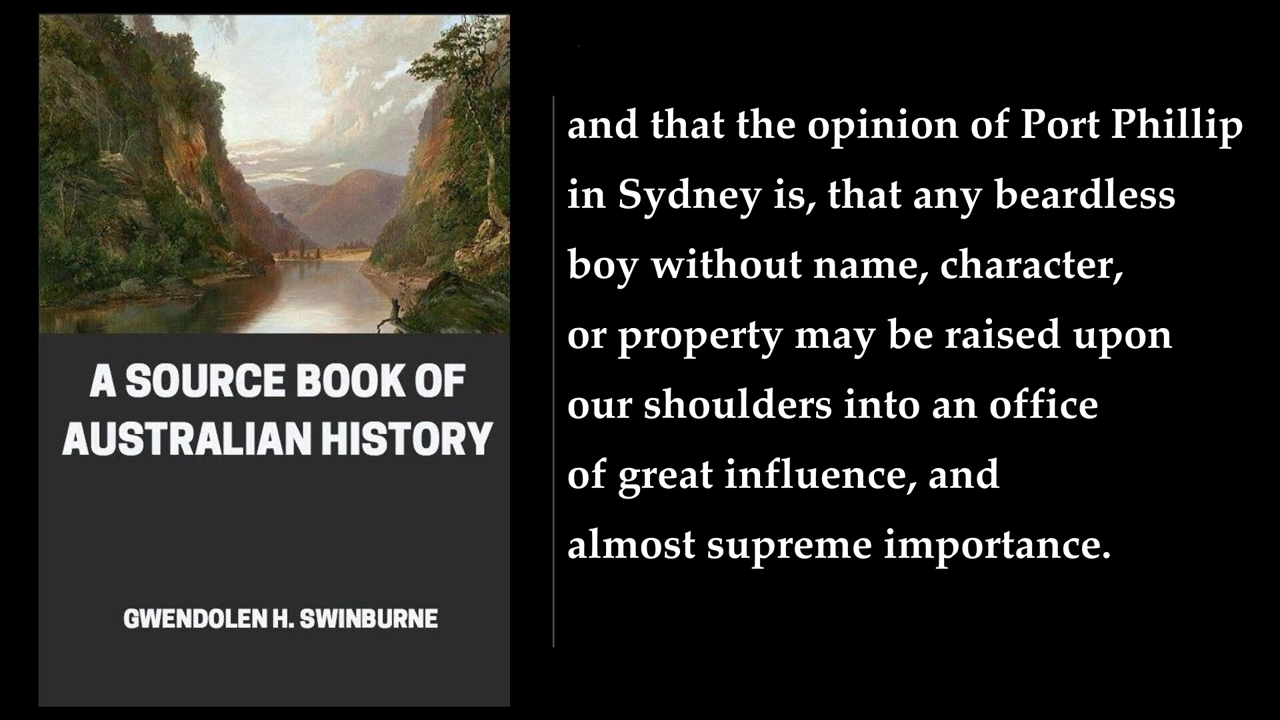 A SOURCE BOOK OF
AUSTRALIAN HISTORY
GWENDOLEN H. SWINBURNE
and that the opinion of Port Phillip
in Sydney is, that any beardless
boy without name, character,
or property may be raised upon
our shoulders into an office
of great influence, and
almost supreme importance.